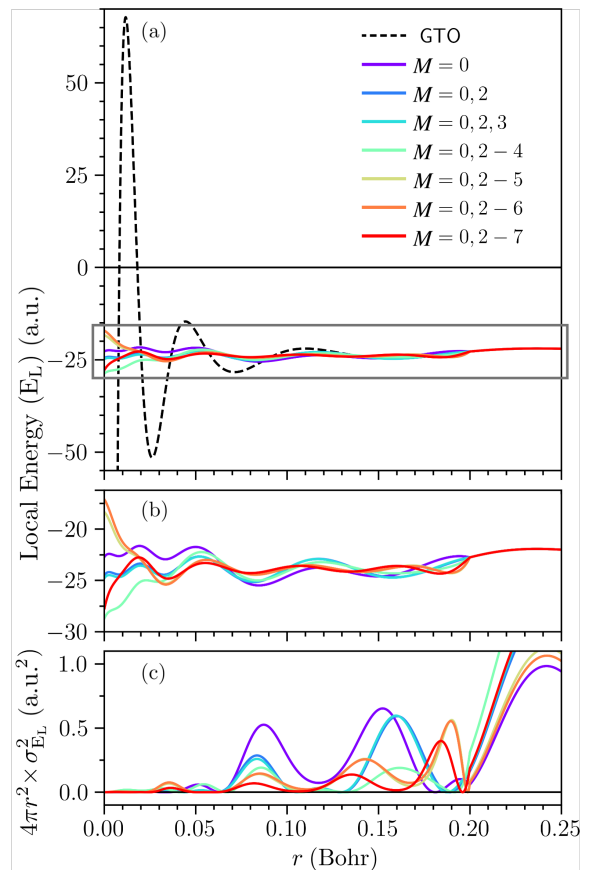 (a)
GTO
M = 0
M = 0, 2
M = 0, 2, 3
M = 0, 2 − 4
M = 0, 2 − 5
M = 0, 2 − 6
M = 0, 2 − 7
50
25
0
−25
−50
Local Energy (E_L) (a.u.)
(b)
−20
−25
−30
(c)
1.0
0.5
0.0
4πr² × σ²_{E_L} (a.u.²)
0.00 0.05 0.10 0.15 0.20 0.25
r (Bohr)